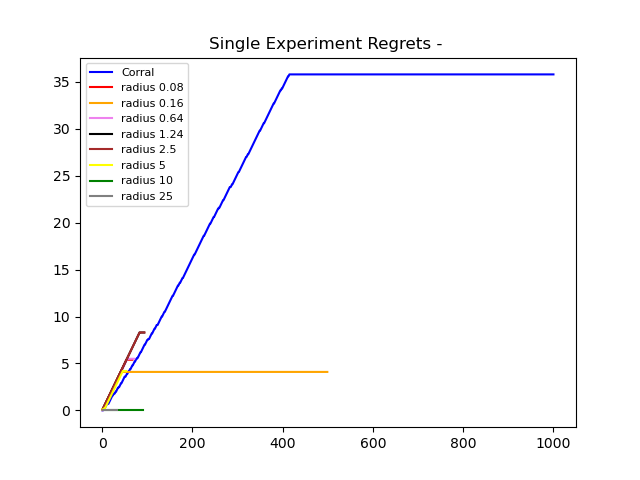 Single Experiment Regrets -
Corral
radius 0.08
radius 0.16
radius 0.64
radius 1.24
radius 2.5
radius 5
radius 10
radius 25
35
30
25
20
15
10
5
0
0 200 400 600 800 1000